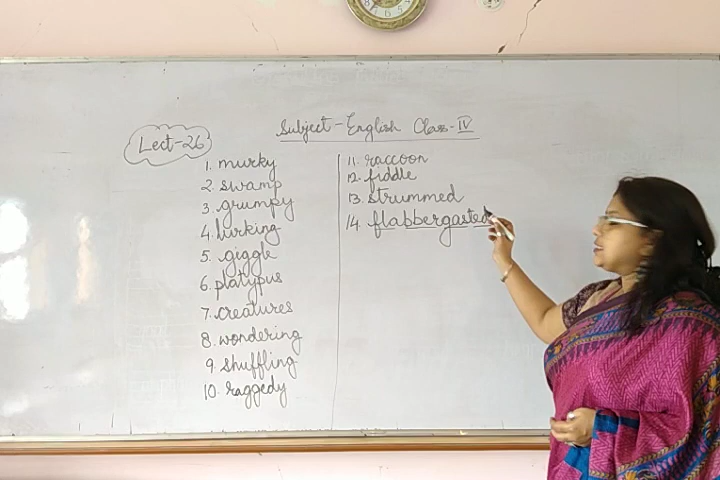 Subject-English Class-IV
Lect-26
1. murky
2. swamp
3. grumpy
4. lurking
5. giggle
6. platypus
7. creatures
8. wondering
9. shuffling
10. raggedy
11. raccoon
12. fiddle
13. strummed
14. flabbergasted